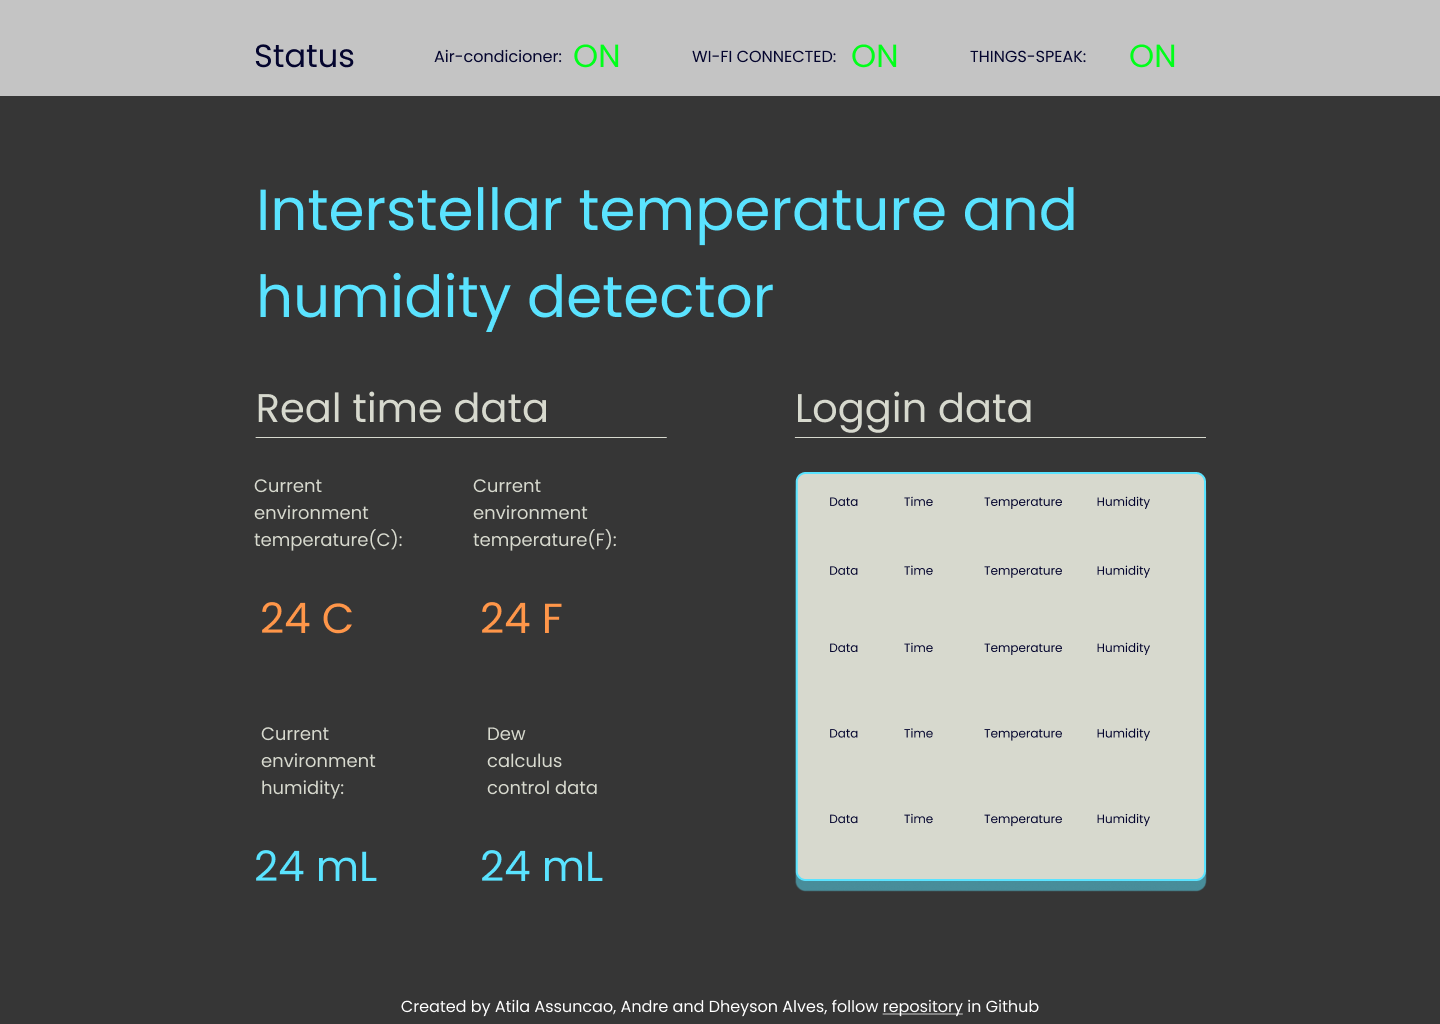 Status Air-condicioner: ON WI-FI CONNECTED: ON THINGS-SPEAK: ON
Interstellar temperature and
humidity detector
Real time data
Current
environment
temperature(C):
24 C
Current
environment
temperature(F):
24 F
Current
environment
humidity:
24 mL
Dew
calculus
control data
24 mL
Loggin data
Data Time Temperature Humidity
Data Time Temperature Humidity
Data Time Temperature Humidity
Data Time Temperature Humidity
Data Time Temperature Humidity
Created by Atila Assuncao, Andre and Dheyson Alves, follow repository in Github